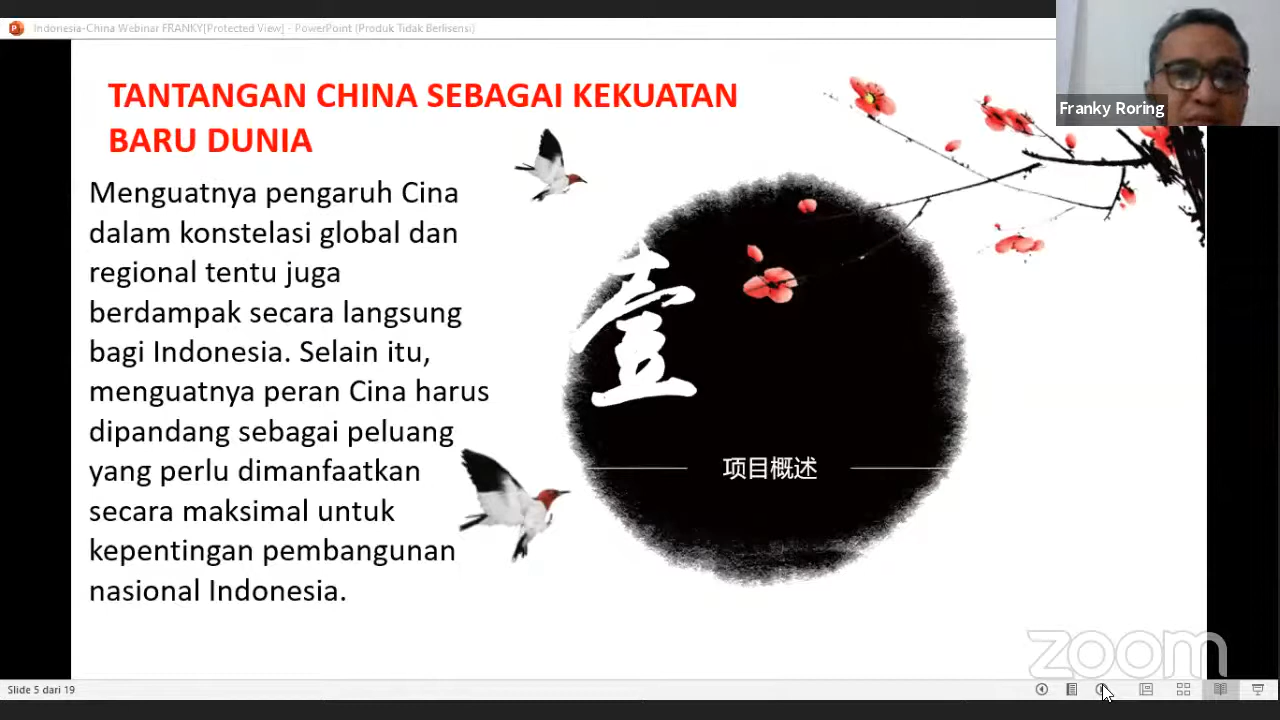 Indonesia-China Webinar FRANKY[Protected View] - PowerPoint (Produk Tidak Berlisensi)
Franky Roring
TANTANGAN CHINA SEBAGAI KEKUATAN
BARU DUNIA
Menguatnya pengaruh Cina
dalam konstelasi global dan
regional tentu juga
berdampak secara langsung
bagi Indonesia. Selain itu,
menguatnya peran Cina harus
dipandang sebagai peluang
yang perlu dimanfaatkan
secara maksimal untuk
kepentingan pembangunan
nasional Indonesia.
壹
项目概述
zoom
Slide 5 dari 19